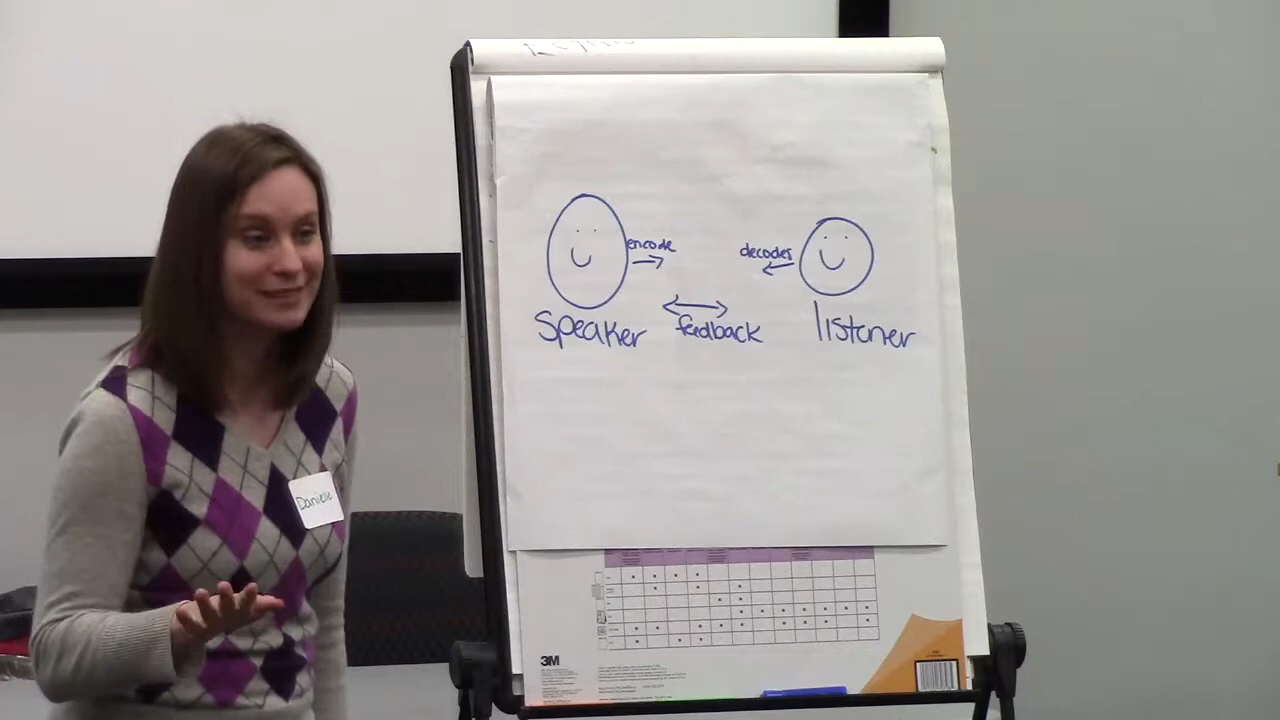 encode
decodes
speaker
feedback
listener
Danielle
3M